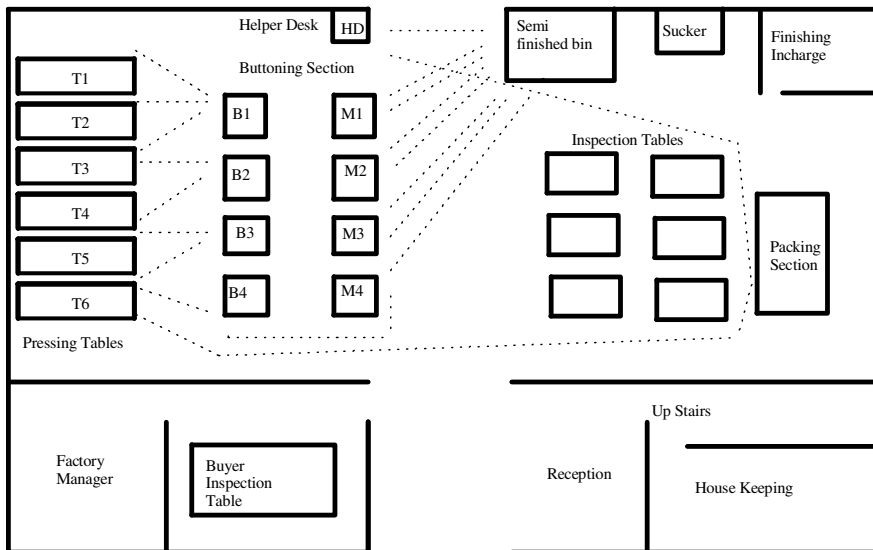 Helper Desk
HD
Semi
finished bin
Sucker
Finishing
Incharge
Buttoning Section
T1
T2
T3
T4
T5
T6
B1
B2
B3
B4
M1
M2
M3
M4
Inspection Tables
Packing
Section
Pressing Tables
Up Stairs
Factory
Manager
Buyer
Inspection
Table
Reception
House Keeping